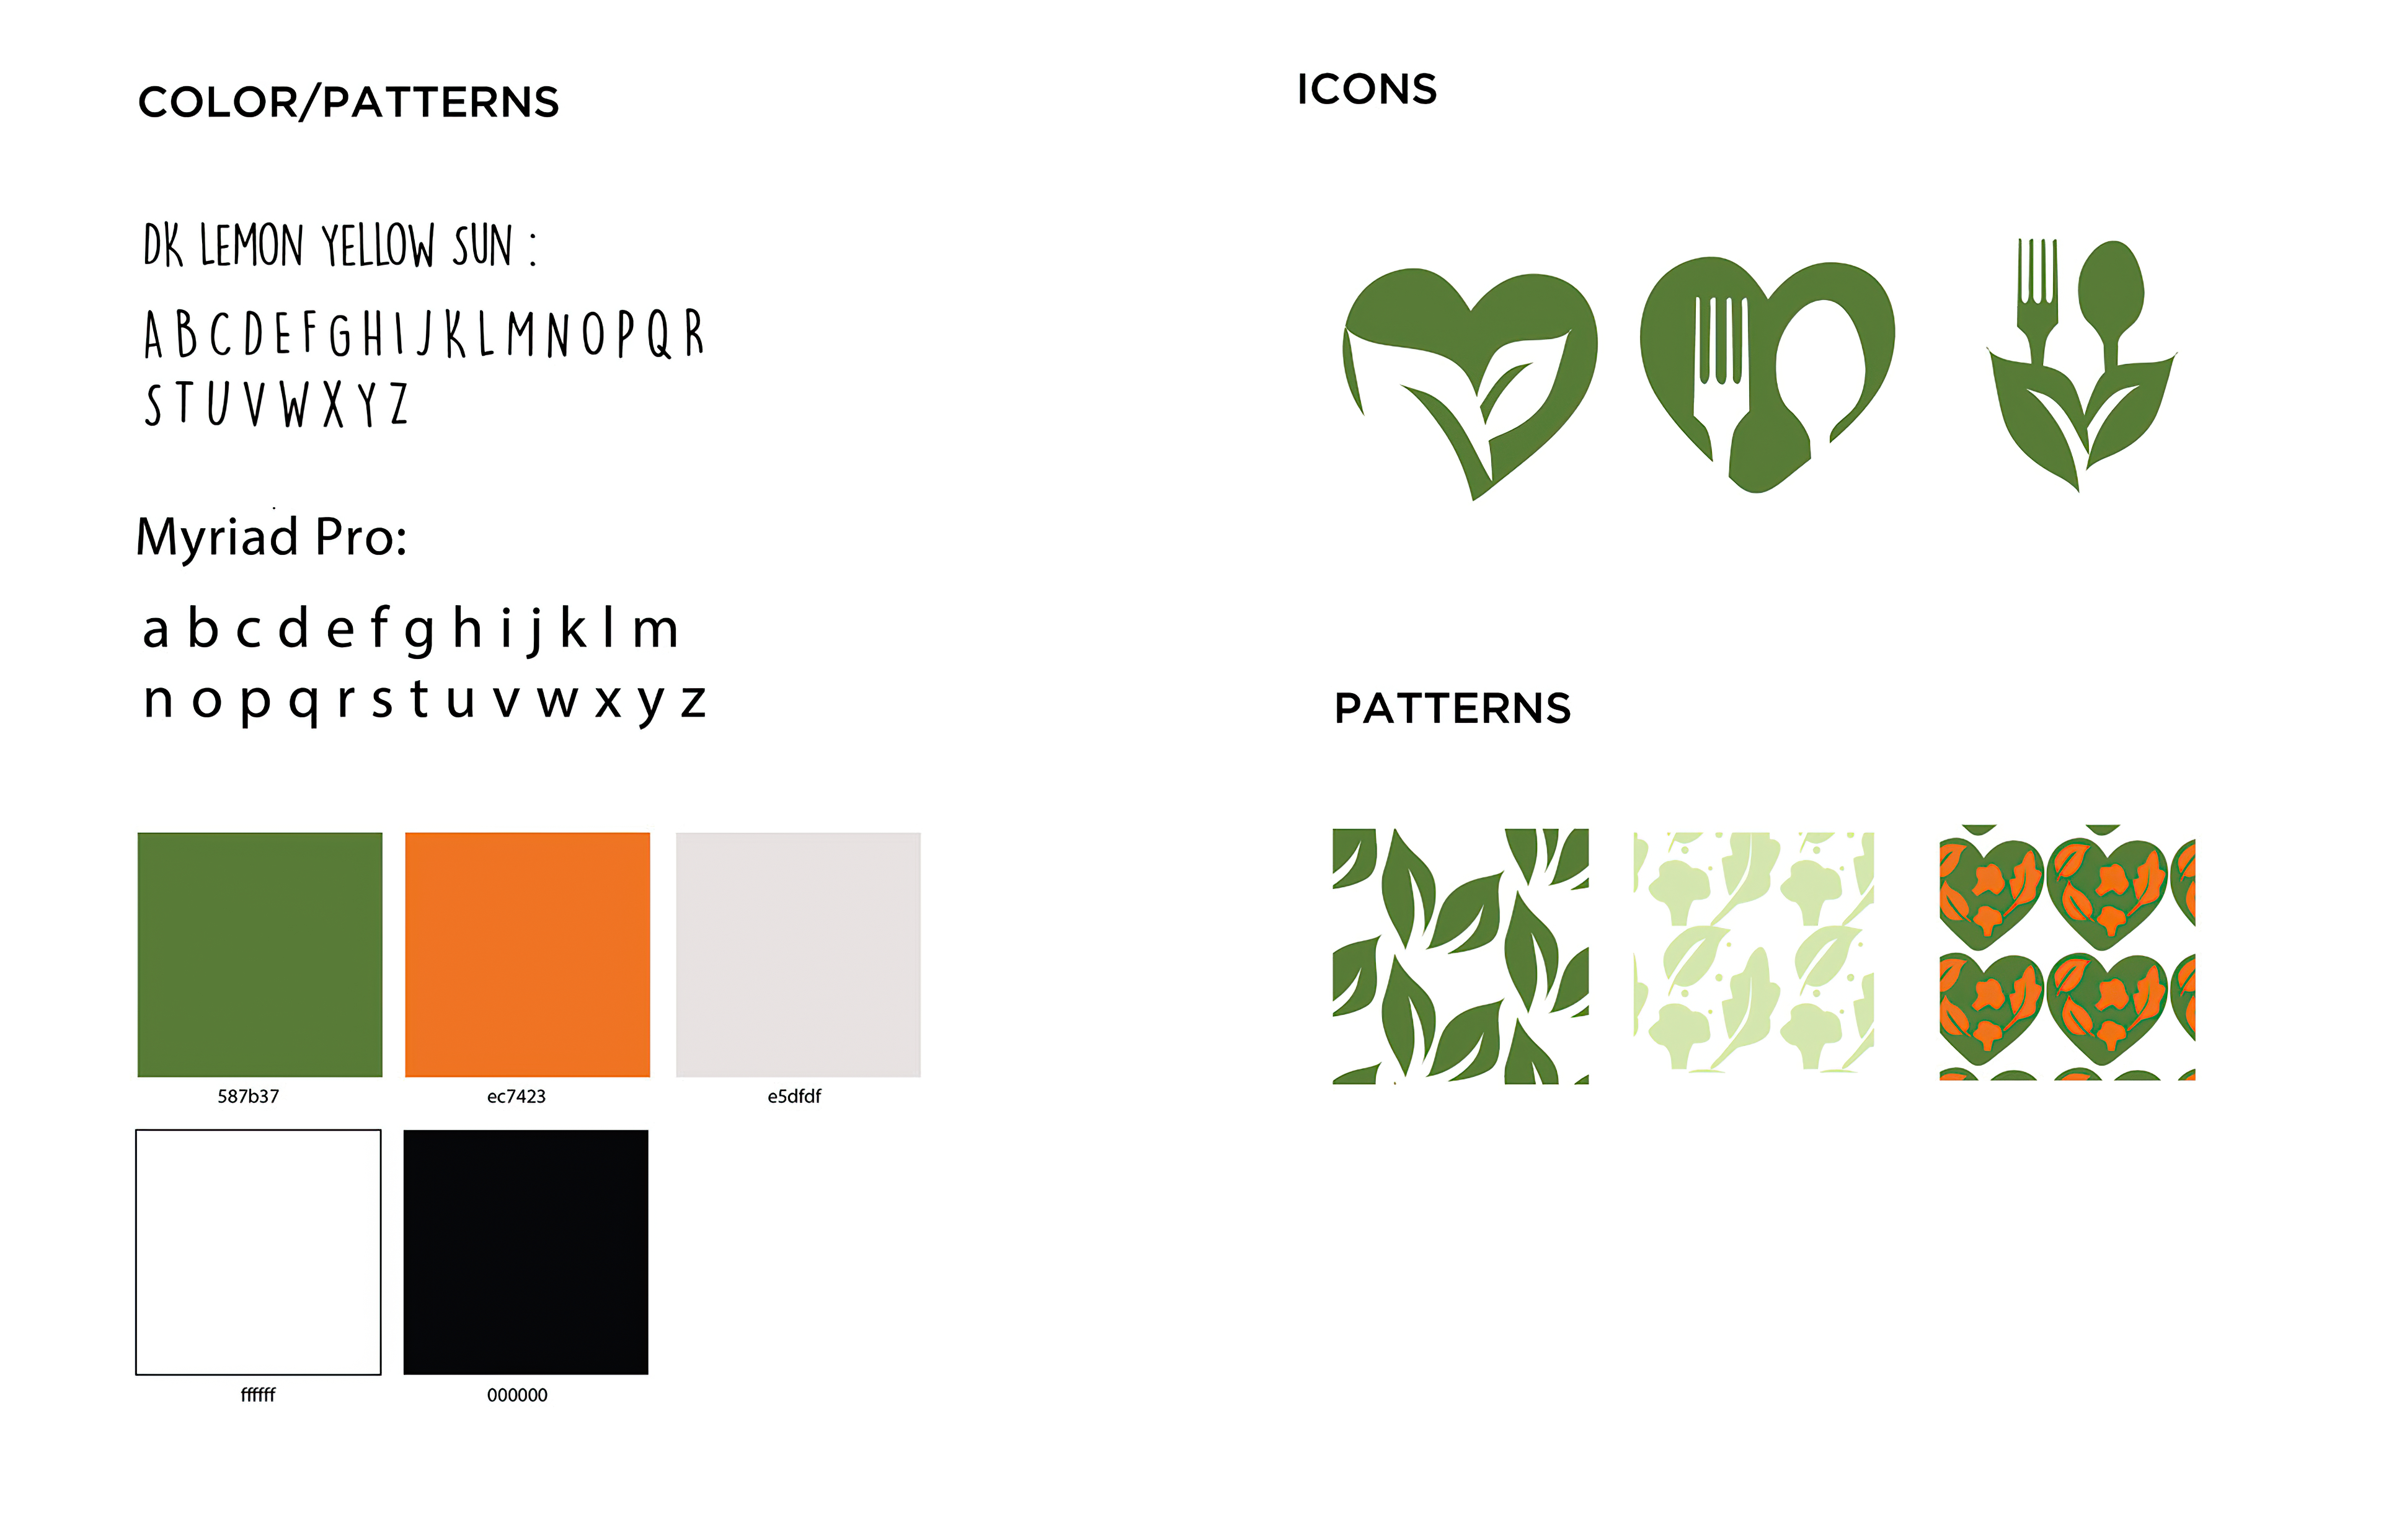 COLOR/PATTERNS
DK LEMON YELLOW SUN :
A B C D E F G H I J K L M N O P Q R
S T U V W X Y Z
Myriad Pro:
a b c d e f g h i j k l m
n o p q r s t u v w x y z
587b37
ec7423
e5dfdf
ffffff
000000
ICONS
PATTERNS